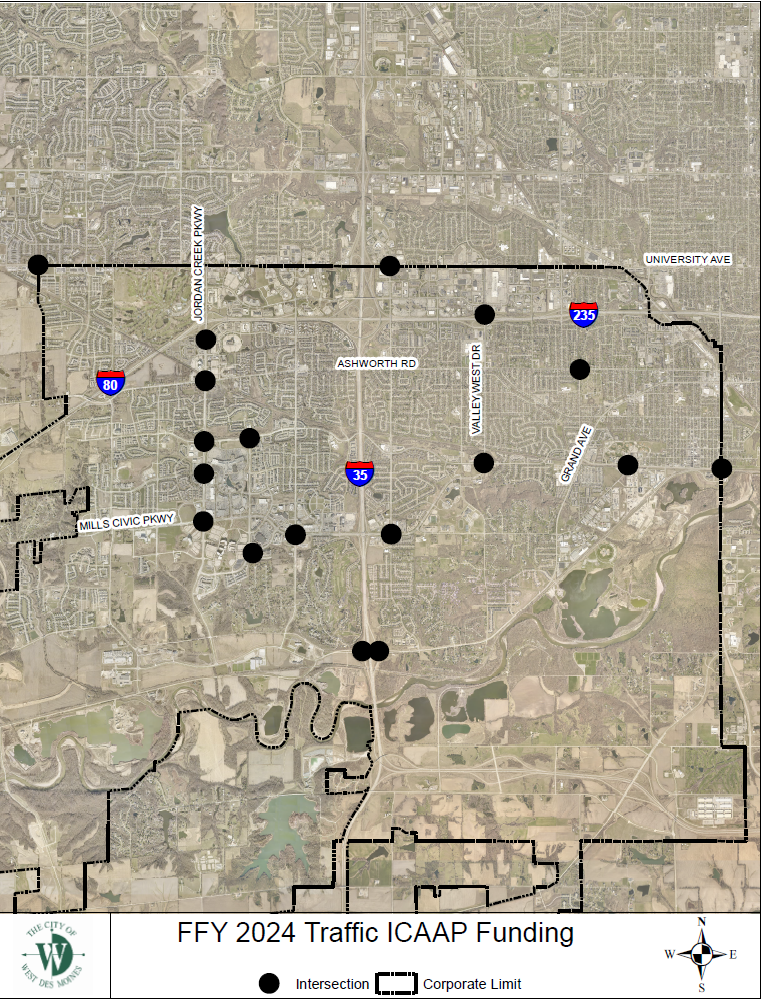 JORDAN CREEK PKWY
UNIVERSITY AVE
235
ASHWORTH RD
VALLEY WEST DR
80
GRAND AVE
35
MILLS CIVIC PKWY
THE CITY OF
W
WEST DES MOINES
FFY 2024 Traffic ICAAP Funding
Intersection
Corporate Limit
N
W
E
S